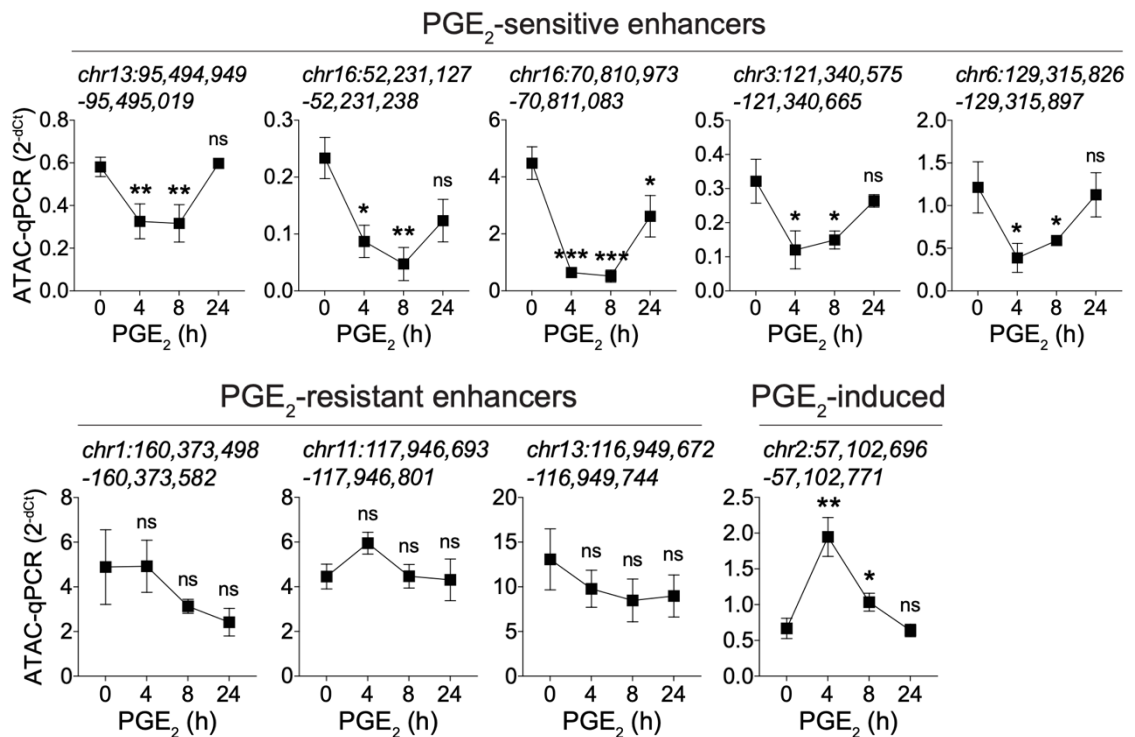 PGE₂-sensitive enhancers
chr13:95,494,949
-95,495,019
chr16:52,231,127
-52,231,238
chr16:70,810,973
-70,811,083
chr3:121,340,575
-121,340,665
chr6:129,315,826
-129,315,897
ATAC-qPCR (2^-dCt)
0.8
0.6
0.4
0.2
0.0
** ** ns
0 4 8 24
PGE₂ (h)
0.3
0.2
0.1
0.0
* ** ns
0 4 8 24
PGE₂ (h)
6
4
2
0
*** *** *
0 4 8 24
PGE₂ (h)
0.5
0.4
0.3
0.2
0.1
0.0
* * ns
0 4 8 24
PGE₂ (h)
2.0
1.5
1.0
0.5
0.0
* * ns
0 4 8 24
PGE₂ (h)
PGE₂-resistant enhancers
PGE₂-induced
chr1:160,373,498
-160,373,582
chr11:117,946,693
-117,946,801
chr13:116,949,672
-116,949,744
chr2:57,102,696
-57,102,771
ATAC-qPCR (2^-dCt)
8
6
4
2
0
ns ns ns
0 4 8 24
PGE₂ (h)
8
6
4
2
0
ns ns ns
0 4 8 24
PGE₂ (h)
20
15
10
5
0
ns ns ns
0 4 8 24
PGE₂ (h)
2.5
2.0
1.5
1.0
0.5
0.0
** * ns
0 4 8 24
PGE₂ (h)